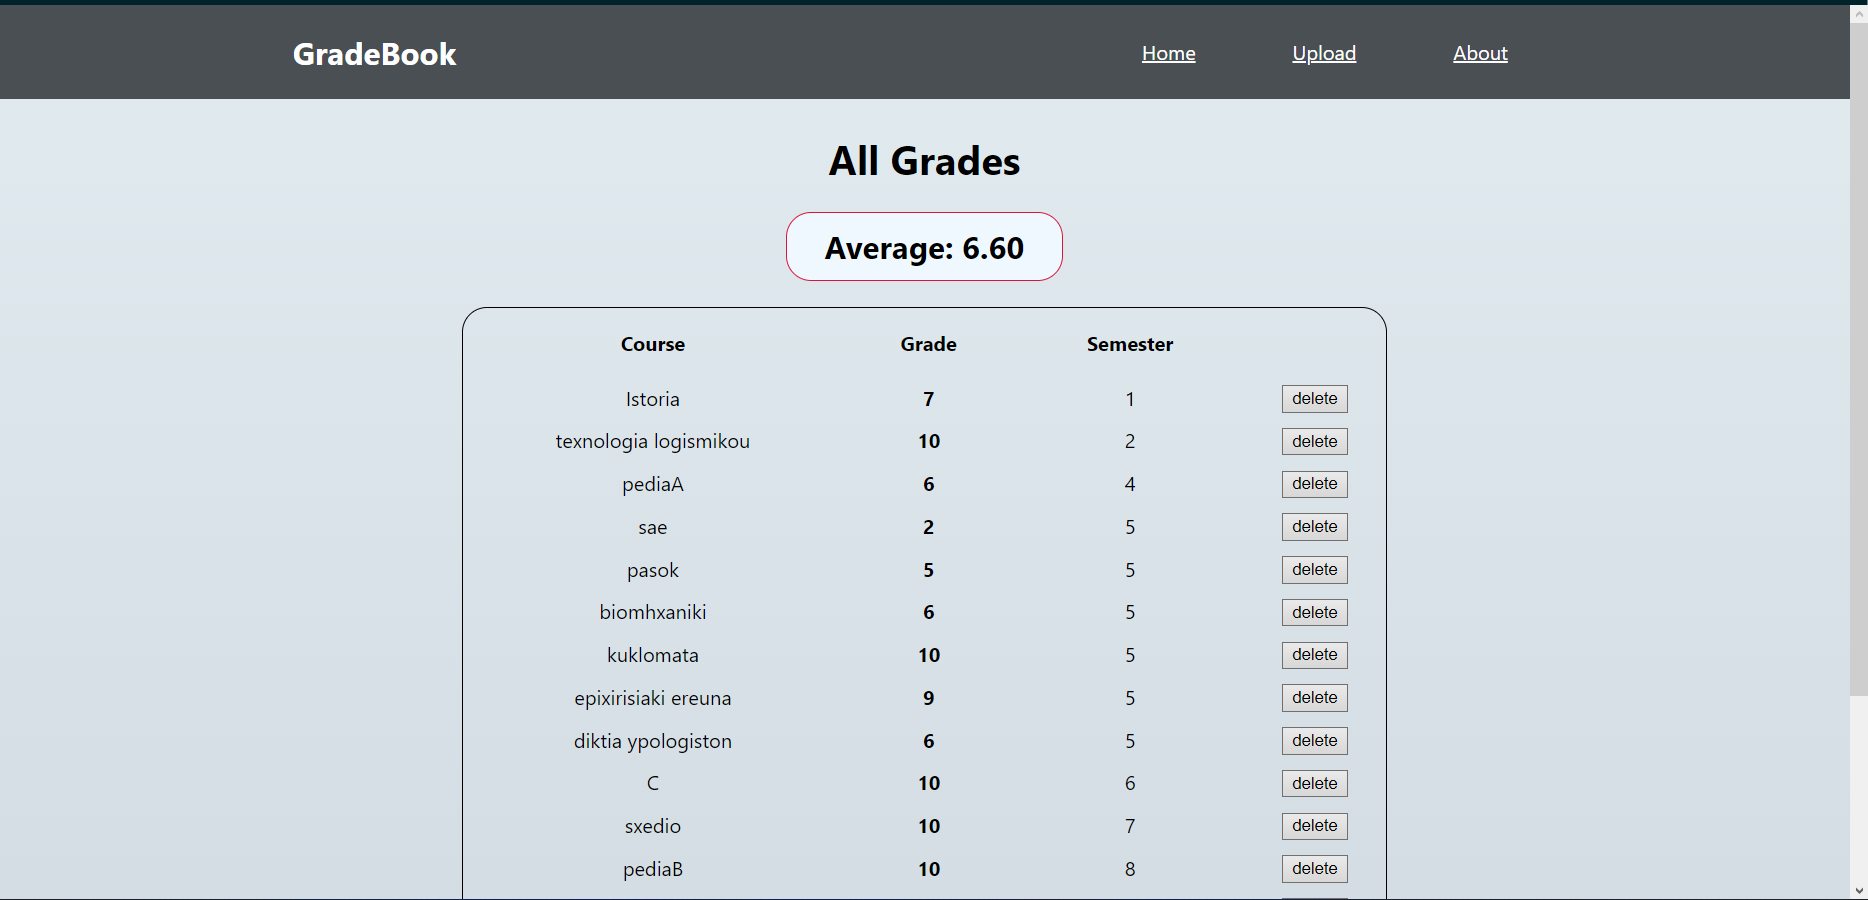 GradeBook Home Upload About
All Grades
Average: 6.60
Course Grade Semester
Istoria 7 1 delete
texnologia logismikou 10 2 delete
pediaA 6 4 delete
sae 2 5 delete
pasok 5 5 delete
biomhxaniki 6 5 delete
kuklomata 10 5 delete
epixirisiaki ereuna 9 5 delete
diktia ypologiston 6 5 delete
C 10 6 delete
sxedio 10 7 delete
pediaB 10 8 delete